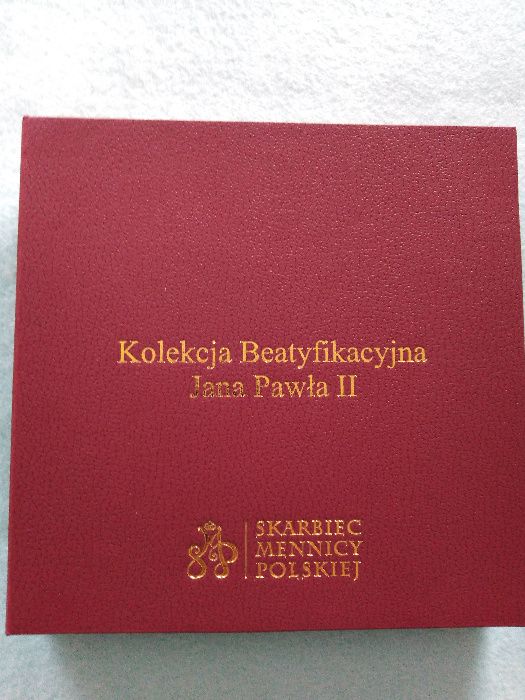 Kolekcja Beatyfikacyjna
Jana Pawła II
SKARBIEC
MENNICY
POLSKIEJ